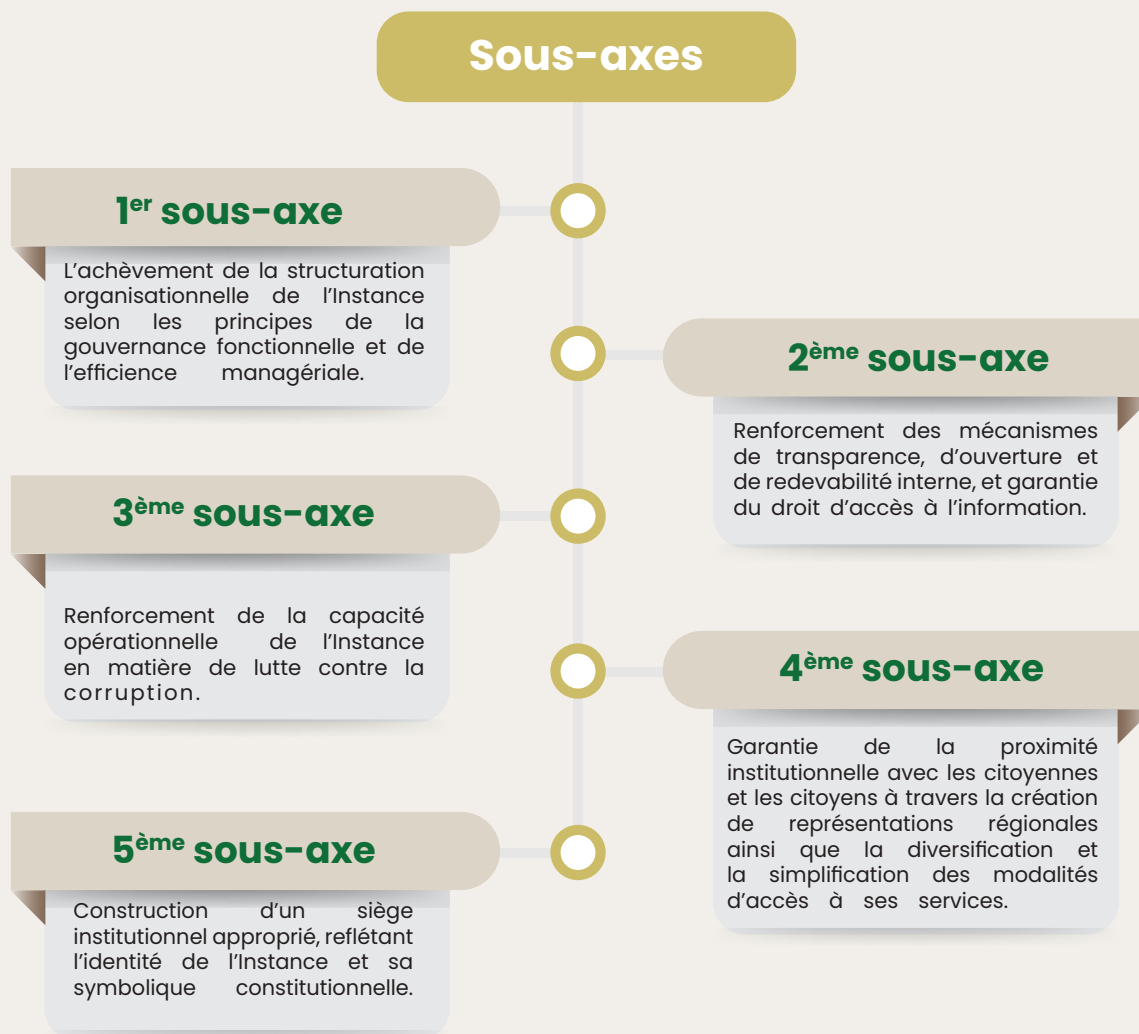 Sous-axes
1er sous-axe
L’achèvement de la structuration
organisationnelle de l’Instance
selon les principes de la
gouvernance fonctionnelle et de
l’efficience managériale.
2ème sous-axe
Renforcement des mécanismes
de transparence, d’ouverture et
de redevabilité interne, et garantie
du droit d’accès à l’information.
3ème sous-axe
Renforcement de la capacité
opérationnelle de l’Instance
en matière de lutte contre la
corruption.
4ème sous-axe
Garantie de la proximité
institutionnelle avec les citoyennes
et les citoyens à travers la création
de représentations régionales
ainsi que la diversification et
la simplification des modalités
d’accès à ses services.
5ème sous-axe
Construction d’un siège
institutionnel approprié, reflétant
l’identité de l’Instance et sa
symbolique constitutionnelle.